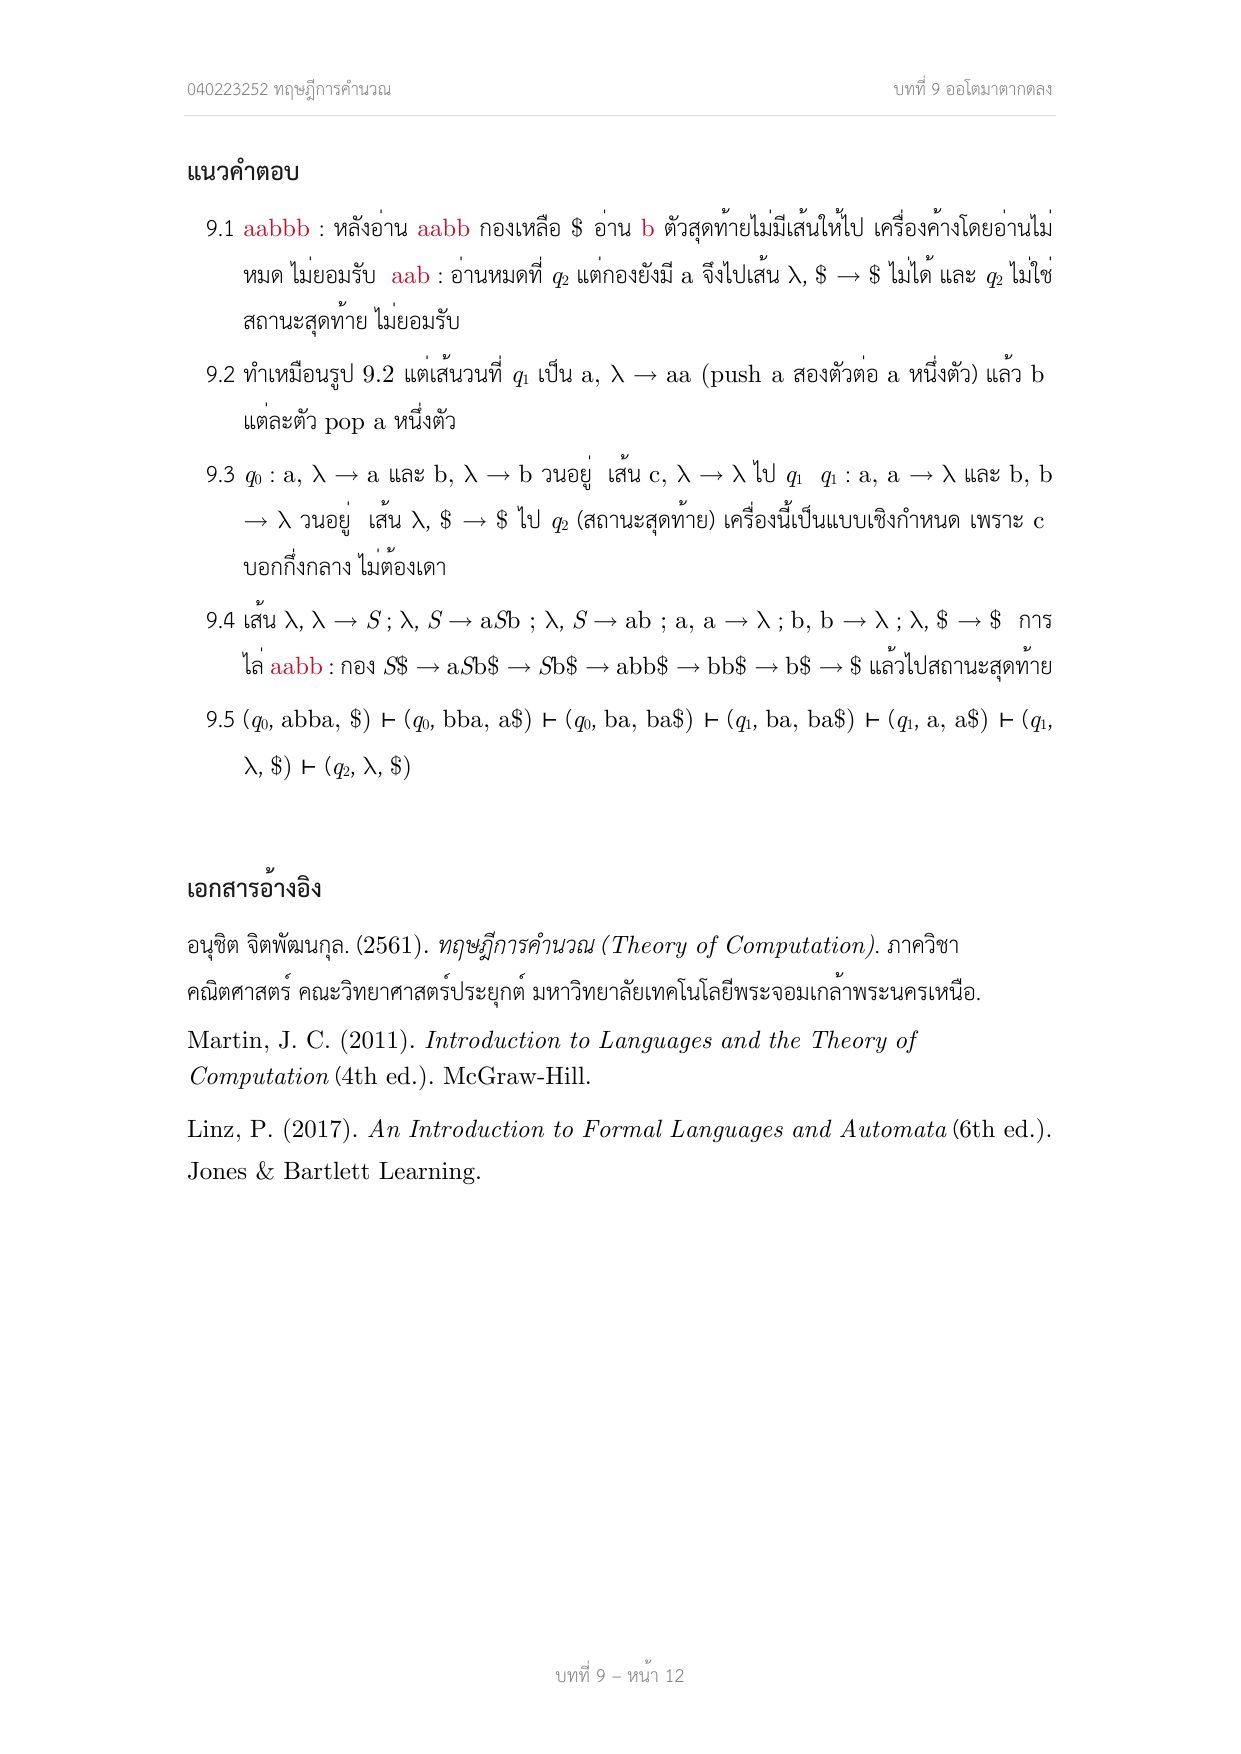 040223252 ทฤษฎีการคำนวณ บทที่ 9 ออโตมาตากดลง
แนวคำตอบ
9.1 aabbb : หลังอ่าน aabb กองเหลือ $ อ่าน b ตัวสุดท้ายไม่มีเส้นให้ไป เครื่องค้างโดยอ่านไม่
หมด ไม่ยอมรับ aab : อ่านหมดที่ q₂ แต่กองยังมี a จึงไปเส้น λ, $ → $ ไม่ได้ และ q₂ ไม่ใช่
สถานะสุดท้าย ไม่ยอมรับ
9.2 ทำเหมือนรูป 9.2 แต่เส้นวนที่ q₁ เป็น a, λ → aa (push a สองตัวต่อ a หนึ่งตัว) แล้ว b
แต่ละตัว pop a หนึ่งตัว
9.3 q₀ : a, λ → a และ b, λ → b วนอยู่ เส้น c, λ → λ ไป q₁ q₁ : a, a → λ และ b, b
→ λ วนอยู่ เส้น λ, $ → $ ไป q₂ (สถานะสุดท้าย) เครื่องนี้เป็นแบบเชิงกำหนด เพราะ c
บอกกึ่งกลาง ไม่ต้องเดา
9.4 เส้น λ, λ → S ; λ, S → aSb ; λ, S → ab ; a, a → λ ; b, b → λ ; λ, $ → $ การ
ไล่ aabb : กอง S$ → aSb$ → Sb$ → abb$ → bb$ → b$ → $ แล้วไปสถานะสุดท้าย
9.5 (q₀, abba, $) ⊢ (q₀, bba, a$) ⊢ (q₀, ba, ba$) ⊢ (q₁, ba, ba$) ⊢ (q₁, a, a$) ⊢ (q₁,
λ, $) ⊢ (q₂, λ, $)
เอกสารอ้างอิง
อนุชิต จิตพัฒนกุล. (2561). ทฤษฎีการคำนวณ (Theory of Computation). ภาควิชา
คณิตศาสตร์ คณะวิทยาศาสตร์ประยุกต์ มหาวิทยาลัยเทคโนโลยีพระจอมเกล้าพระนครเหนือ.
Martin, J. C. (2011). Introduction to Languages and the Theory of
Computation (4th ed.). McGraw-Hill.
Linz, P. (2017). An Introduction to Formal Languages and Automata (6th ed.).
Jones & Bartlett Learning.
บทที่ 9 – หน้า 12